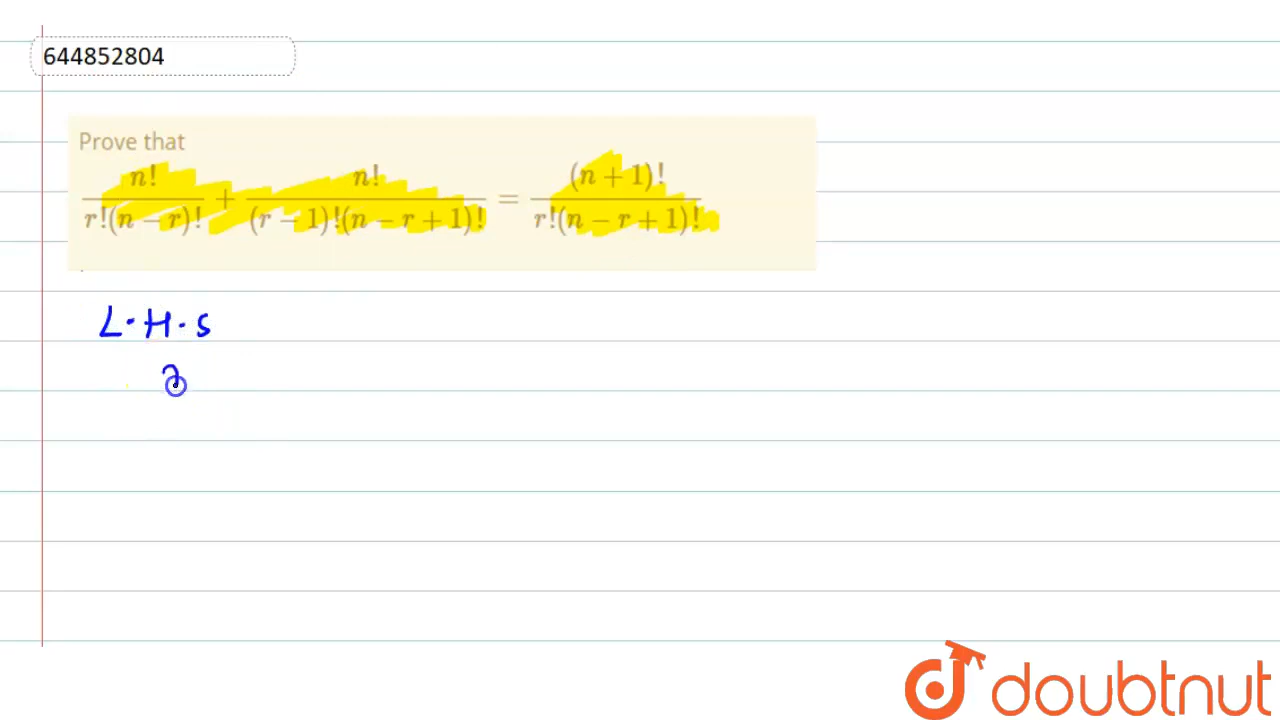 644852804
Prove that
n!/(r!(n − r)!) + n!/((r − 1)!(n − r + 1)!) = (n + 1)!/(r!(n − r + 1)!)
L.H.S
doubtnut